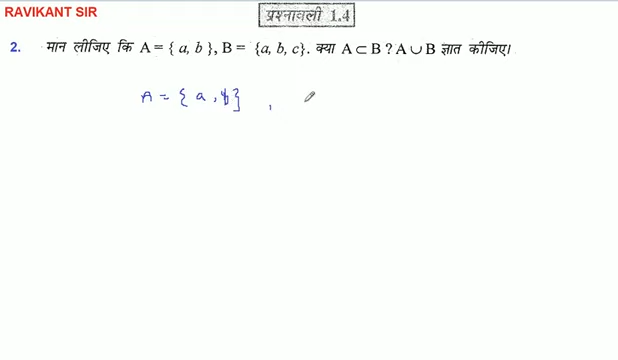 RAVIKANT SIR
प्रश्नावली 1.4
2. मान लीजिए कि A = { a, b }, B = {a, b, c}. क्या A ⊂ B ? A ∪ B ज्ञात कीजिए।
A = { a , b } ,